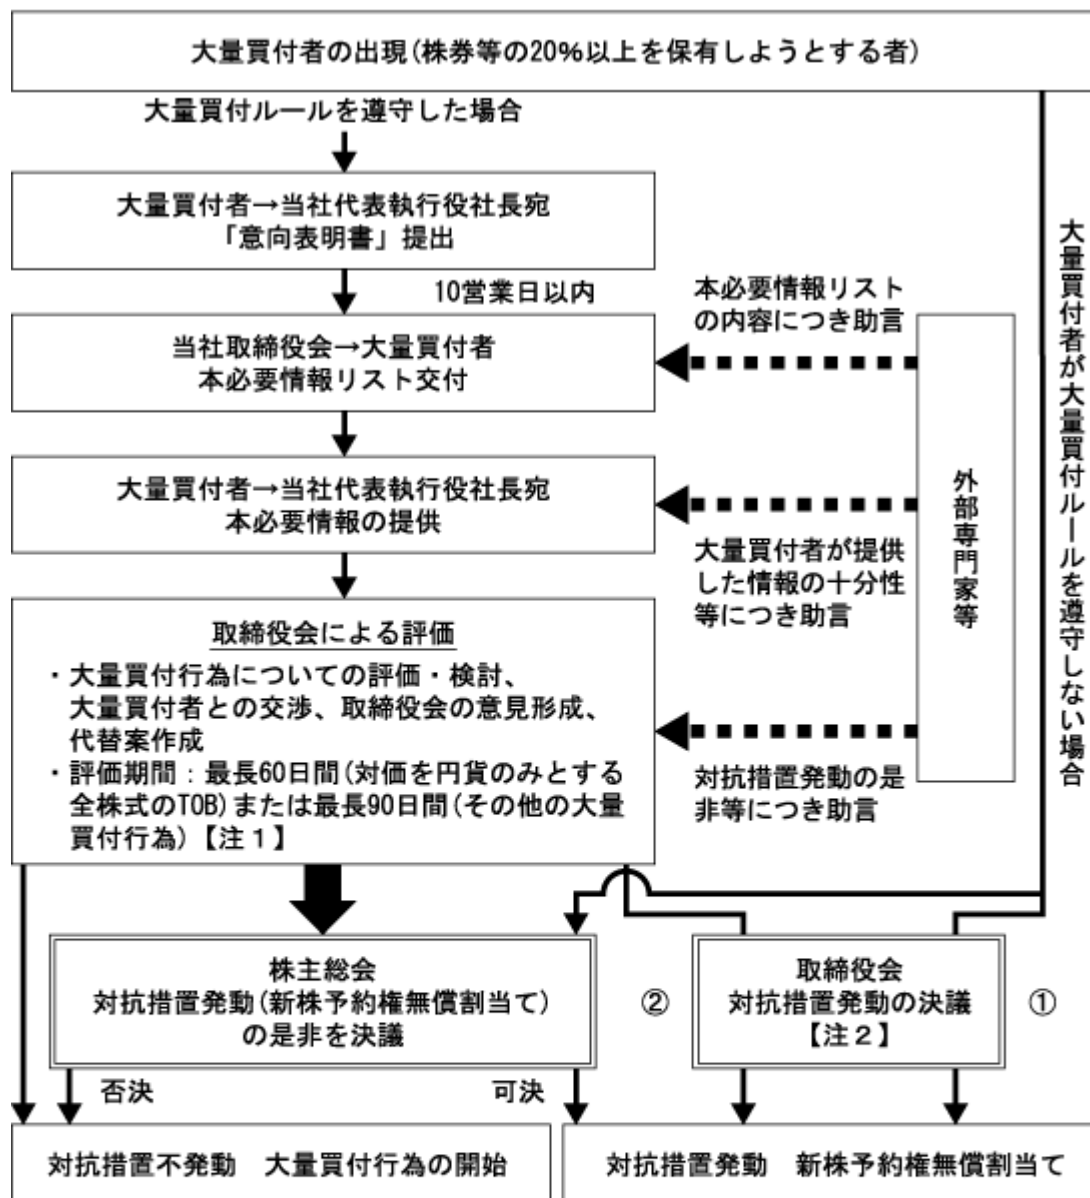 大量買付者の出現(株券等の20%以上を保有しようとする者)
大量買付ルールを遵守した場合
大量買付者→当社代表執行役社長宛
「意向表明書」提出
10営業日以内
当社取締役会→大量買付者
本必要情報リスト交付
本必要情報リスト
の内容につき助言
大量買付者→当社代表執行役社長宛
本必要情報の提供
大量買付者が提供
した情報の十分性
等につき助言
外部専門家等
大量買付者が大量買付ルールを遵守しない場合
取締役会による評価
・大量買付行為についての評価・検討、
大量買付者との交渉、取締役会の意見形成、
代替案作成
・評価期間：最長60日間(対価を円貨のみとする
全株式のTOB)または最長90日間(その他の大量
買付行為)【注１】
対抗措置発動の是
非等につき助言
株主総会
対抗措置発動(新株予約権無償割当て)
の是非を決議
②
取締役会
対抗措置発動の決議
【注２】
①
否決
可決
対抗措置不発動　大量買付行為の開始
対抗措置発動　新株予約権無償割当て